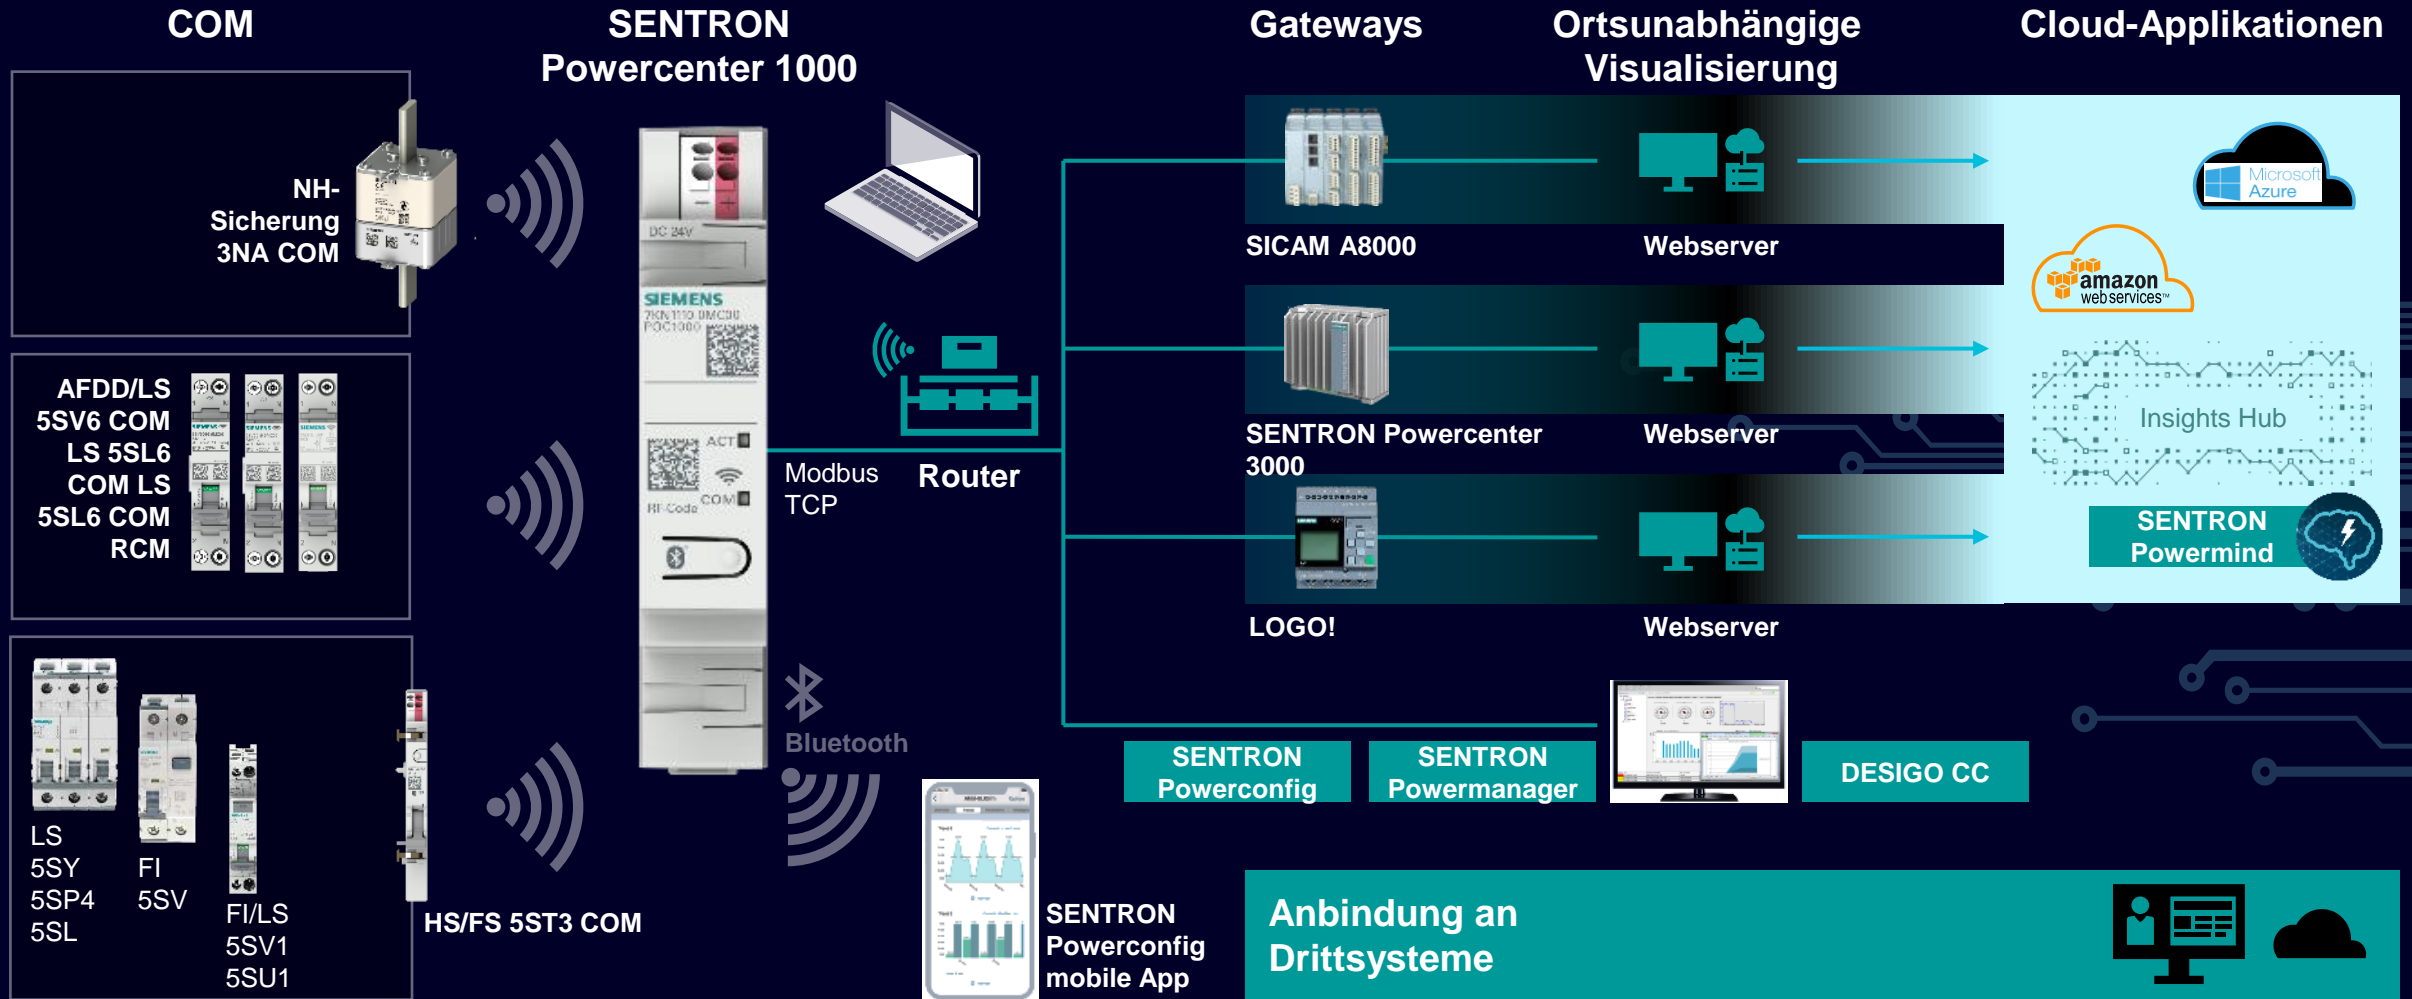 COM
SENTRON
Powercenter 1000
Gateways
Ortsunabhängige
Visualisierung
Cloud-Applikationen
NH-
Sicherung
3NA COM
AFDD/LS
5SV6 COM
LS 5SL6
COM LS
5SL6 COM
RCM
LS
5SY
5SP4
5SL
FI
5SV
FI/LS
5SV1
5SU1
HS/FS 5ST3 COM
DC 24V
SIEMENS
7KN1110-0MC00
POC1000
ACT
COM
RF-Code
Modbus
TCP
Router
Bluetooth
SENTRON
Powerconfig
mobile App
SICAM A8000
Webserver
SENTRON Powercenter
3000
Webserver
LOGO!
Webserver
SENTRON
Powerconfig
SENTRON
Powermanager
DESIGO CC
Microsoft
Azure
amazon
webservices™
Insights Hub
SENTRON
Powermind
Anbindung an
Drittsysteme